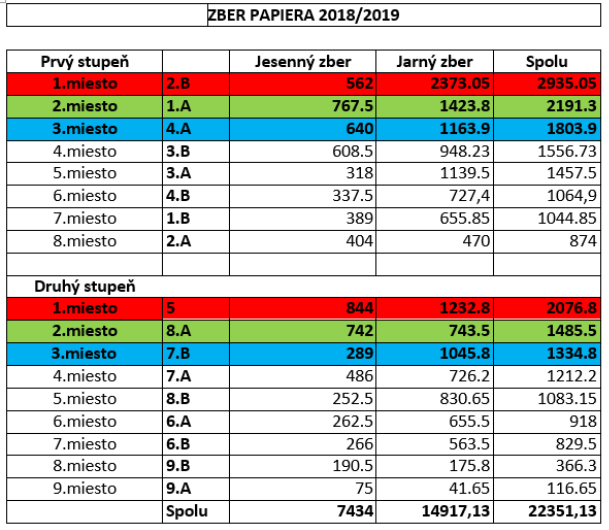 ZBER PAPIERA 2018/2019
Prvý stupeň Jesenný zber Jarný zber Spolu
1.miesto 2.B 562 2373.05 2935.05
2.miesto 1.A 767.5 1423.8 2191.3
3.miesto 4.A 640 1163.9 1803.9
4.miesto 3.B 608.5 948.23 1556.73
5.miesto 3.A 318 1139.5 1457.5
6.miesto 4.B 337.5 727,4 1064,9
7.miesto 1.B 389 655.85 1044.85
8.miesto 2.A 404 470 874
Druhý stupeň
1.miesto 5 844 1232.8 2076.8
2.miesto 8.A 742 743.5 1485.5
3.miesto 7.B 289 1045.8 1334.8
4.miesto 7.A 486 726.2 1212.2
5.miesto 8.B 252.5 830.65 1083.15
6.miesto 6.A 262.5 655.5 918
7.miesto 6.B 266 563.5 829.5
8.miesto 9.B 190.5 175.8 366.3
9.miesto 9.A 75 41.65 116.65
Spolu 7434 14917,13 22351,13